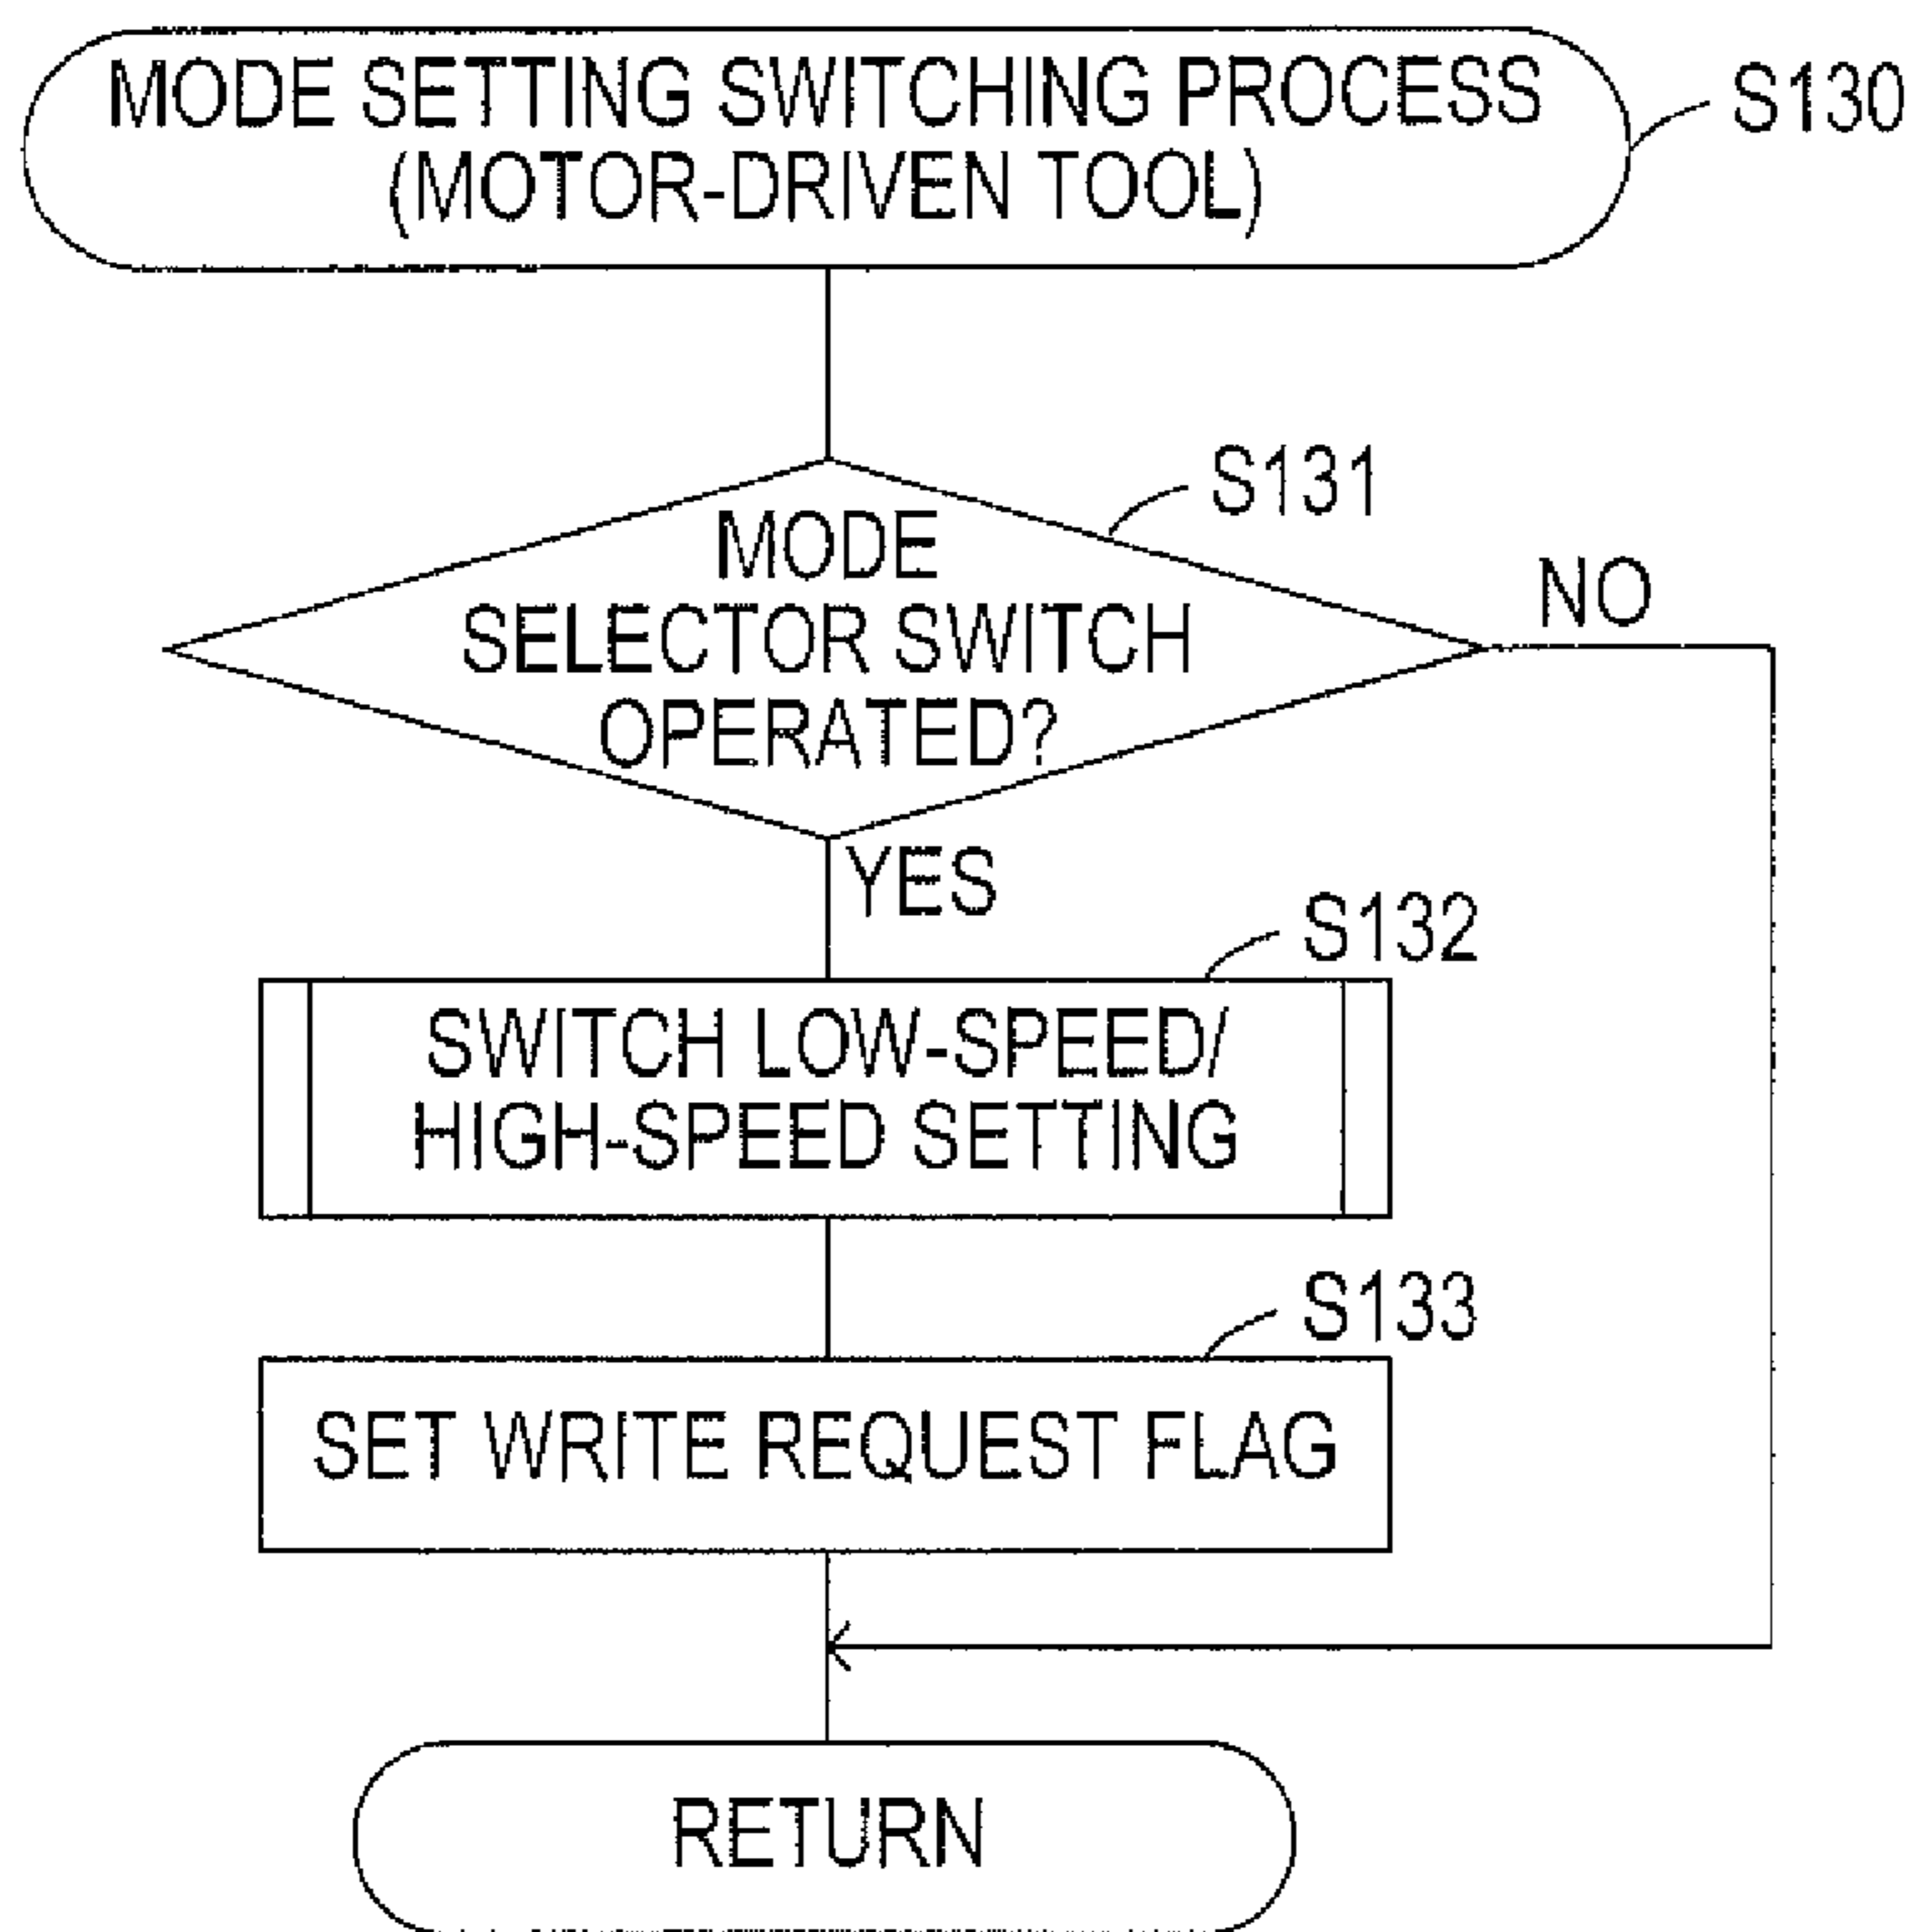 MODE SETTING SWITCHING PROCESS
(MOTOR-DRIVEN TOOL)
S130
S131
MODE
SELECTOR SWITCH
OPERATED?
NO
YES
S132
SWITCH LOW-SPEED/
HIGH-SPEED SETTING
S133
SET WRITE REQUEST FLAG
RETURN